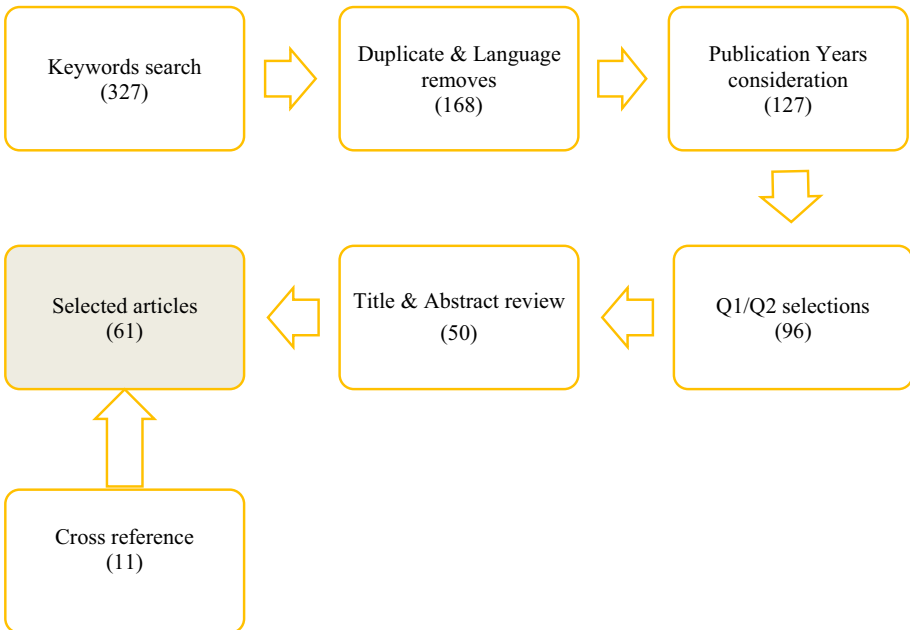 Keywords search
(327)
Duplicate & Language
removes
(168)
Publication Years
consideration
(127)
Selected articles
(61)
Title & Abstract review
(50)
Q1/Q2 selections
(96)
Cross reference
(11)